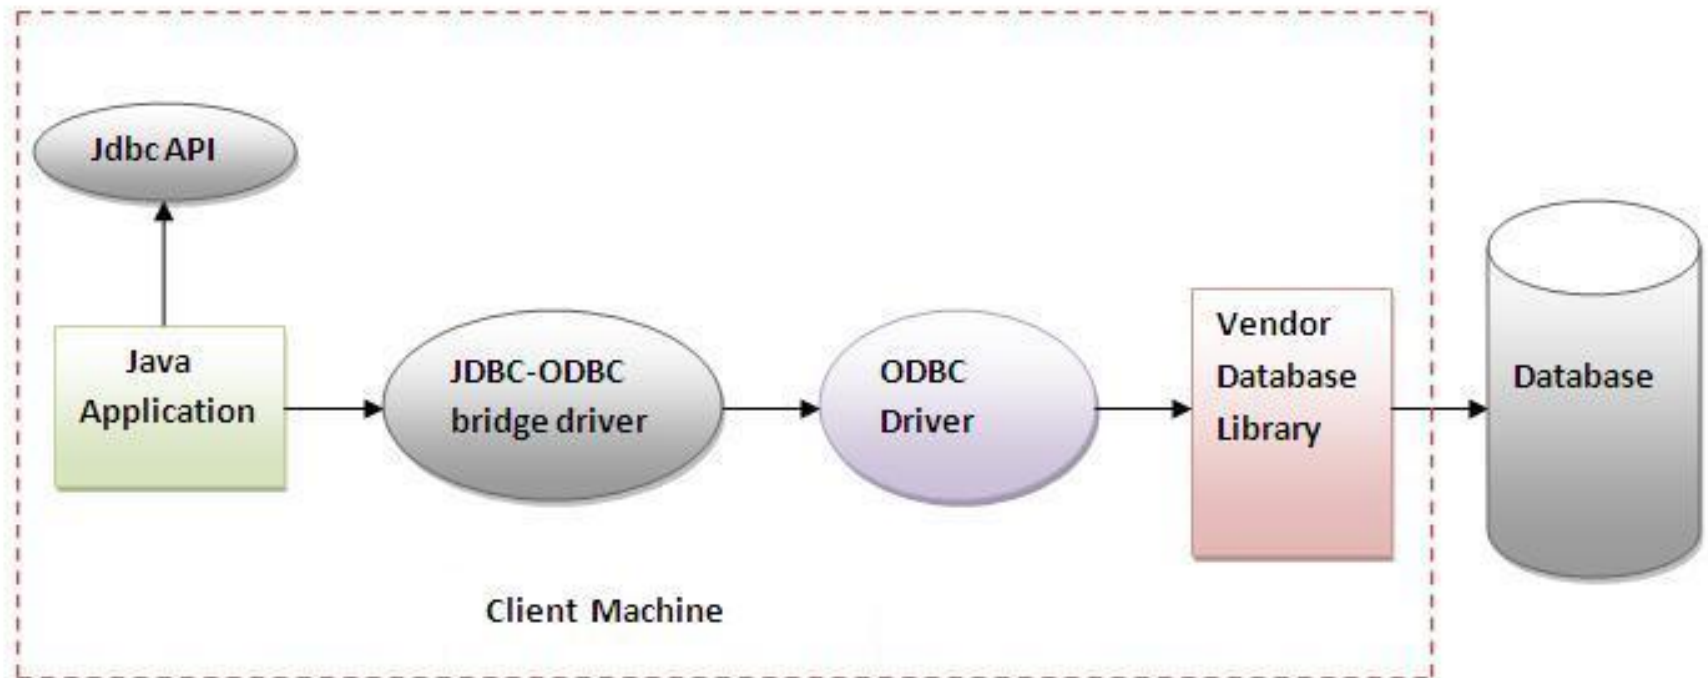 Jdbc API
Java
Application
JDBC-ODBC
bridge driver
ODBC
Driver
Vendor
Database
Library
Database
Client Machine